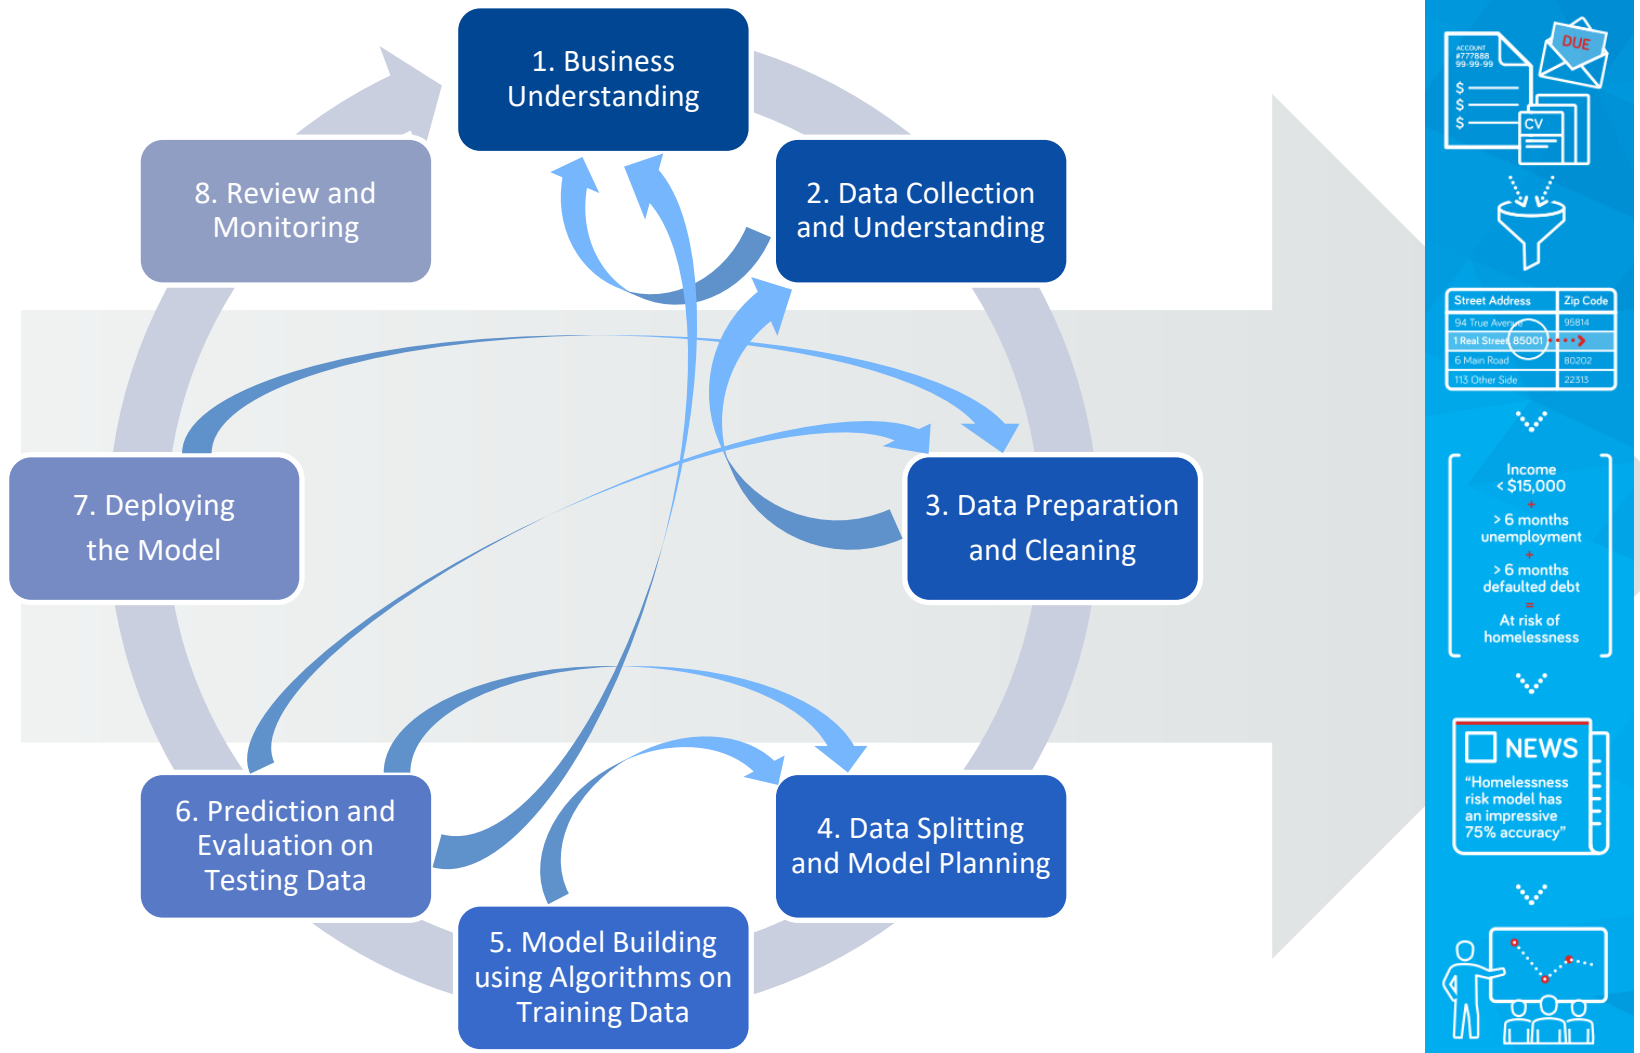 1. Business
Understanding
2. Data Collection
and Understanding
3. Data Preparation
and Cleaning
4. Data Splitting
and Model Planning
5. Model Building
using Algorithms on
Training Data
6. Prediction and
Evaluation on
Testing Data
7. Deploying
the Model
8. Review and
Monitoring
ACCOUNT
#777888
99-99-99
$
$
$
DUE
CV
Street Address Zip Code
94 True Avenue 95814
1 Real Street 85001
6 Main Road 80202
113 Other Side 22313
Income
< $15,000
+
> 6 months
unemployment
+
> 6 months
defaulted debt
=
At risk of
homelessness
NEWS
“Homelessness
risk model has
an impressive
75% accuracy”